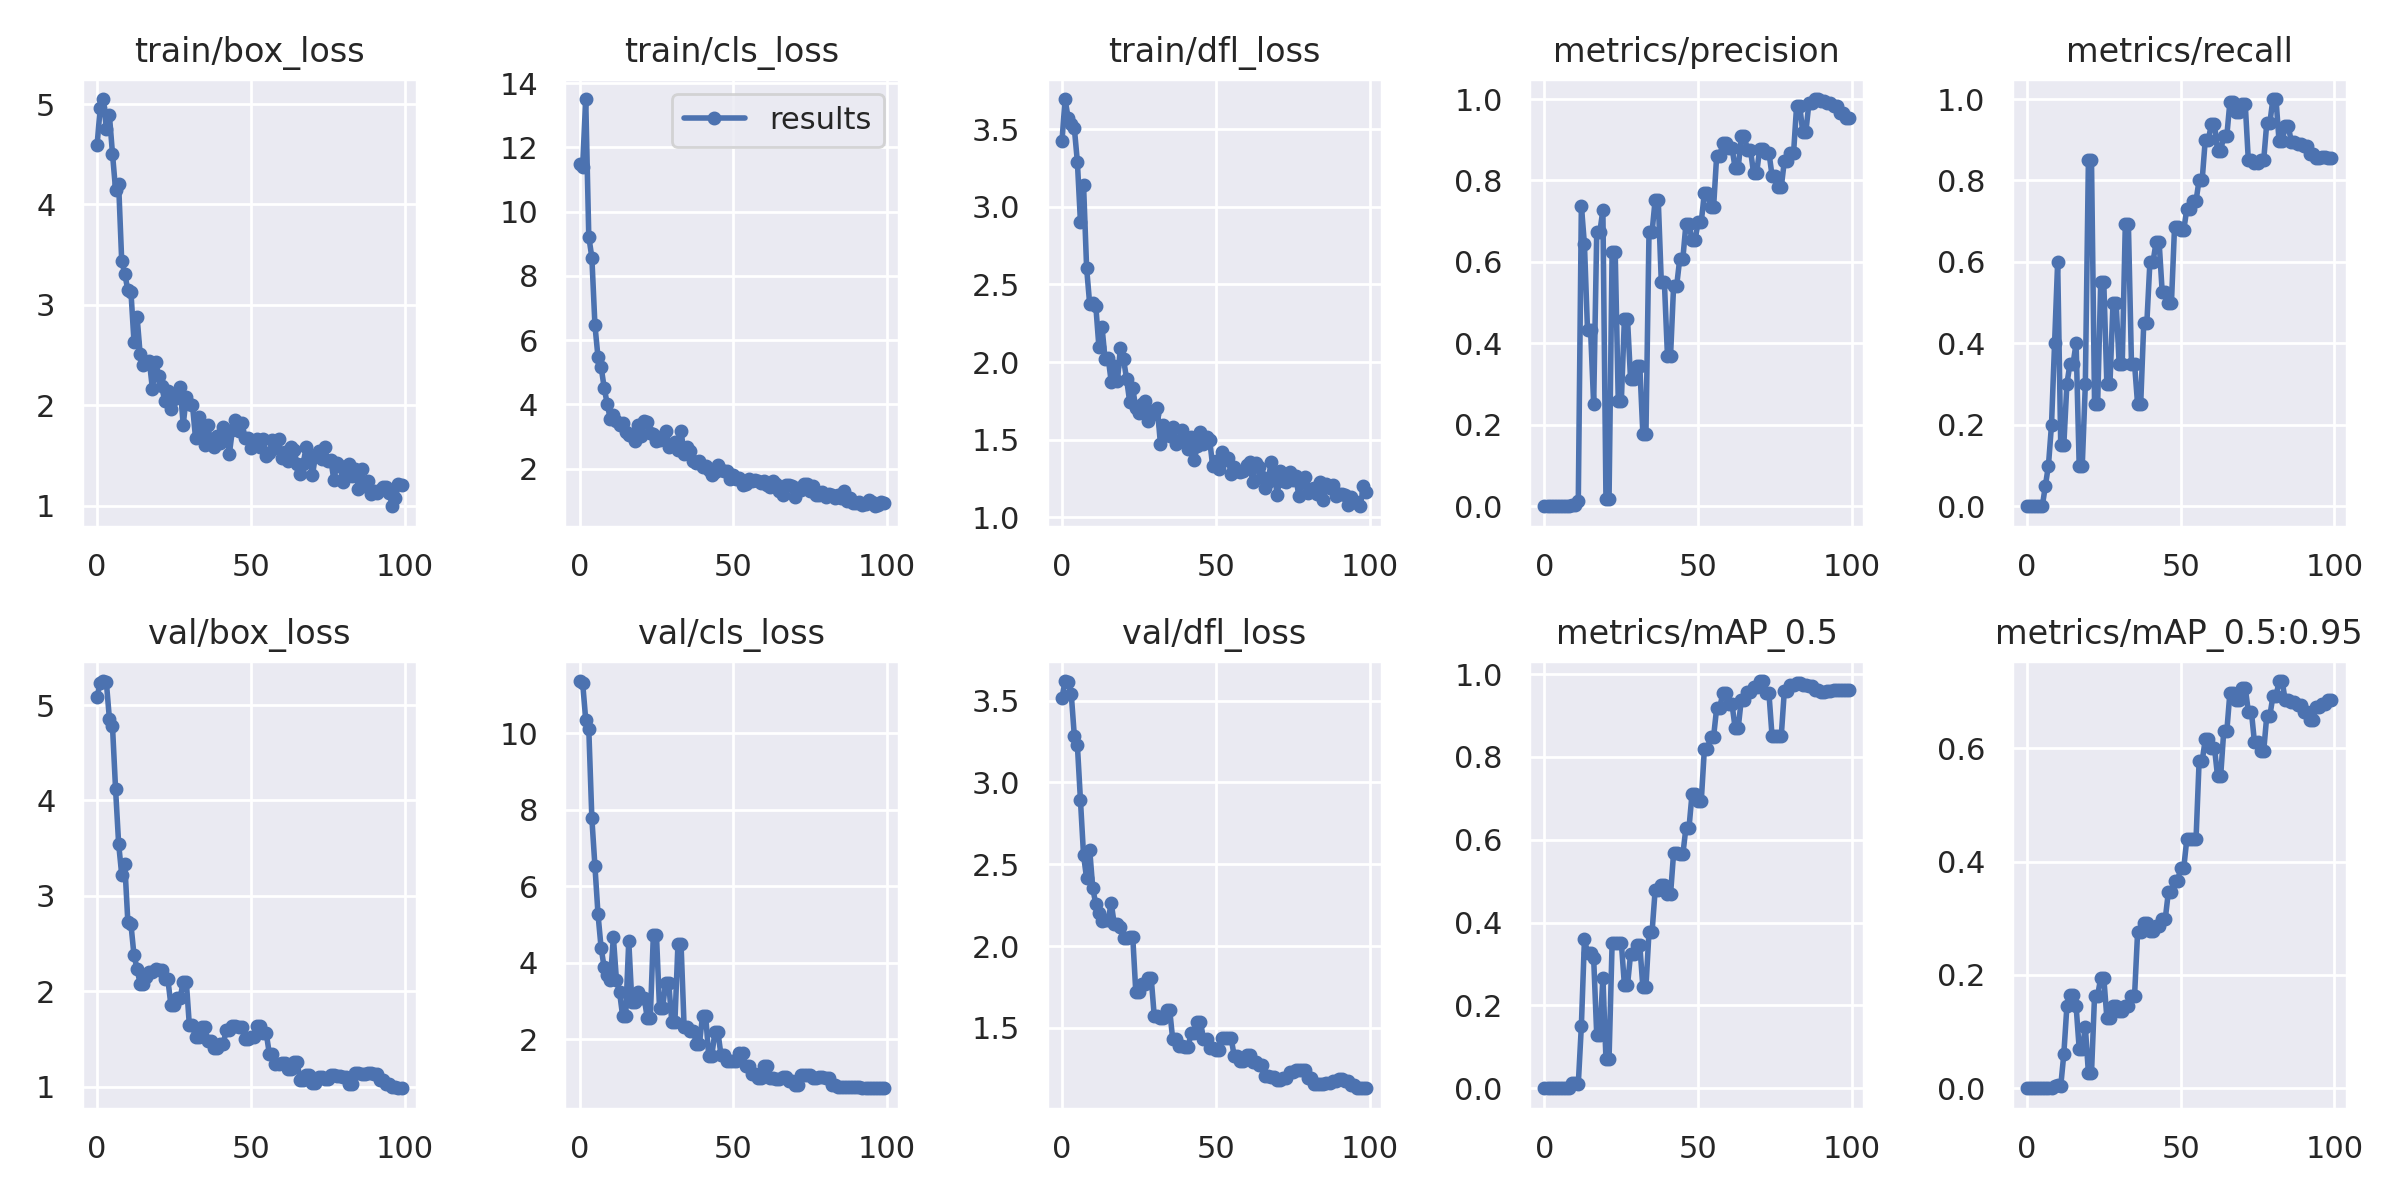 train/box_loss
train/cls_loss
train/dfl_loss
metrics/precision
metrics/recall
5
4
3
2
1
0 50 100
14
12
10
8
6
4
2
results
0 50 100
3.5
3.0
2.5
2.0
1.5
1.0
0 50 100
1.0
0.8
0.6
0.4
0.2
0.0
0 50 100
1.0
0.8
0.6
0.4
0.2
0.0
0 50 100
val/box_loss
val/cls_loss
val/dfl_loss
metrics/mAP_0.5
metrics/mAP_0.5:0.95
5
4
3
2
1
0 50 100
10
8
6
4
2
0 50 100
3.5
3.0
2.5
2.0
1.5
0 50 100
1.0
0.8
0.6
0.4
0.2
0.0
0 50 100
0.6
0.4
0.2
0.0
0 50 100